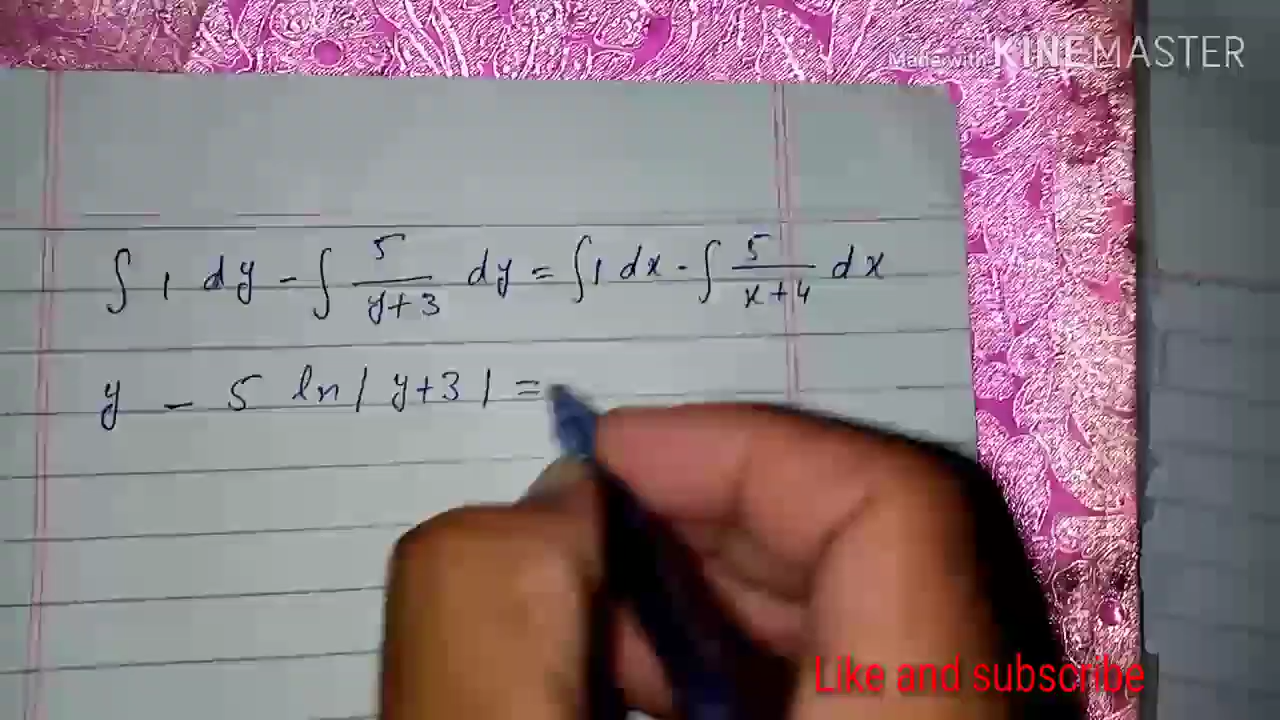 Made with KINEMASTER
∫ 1 dy - ∫ 5/(y+3) dy = ∫ 1 dx - ∫ 5/(x+4) dx
y - 5 ln | y+3 | =
Like and subscribe